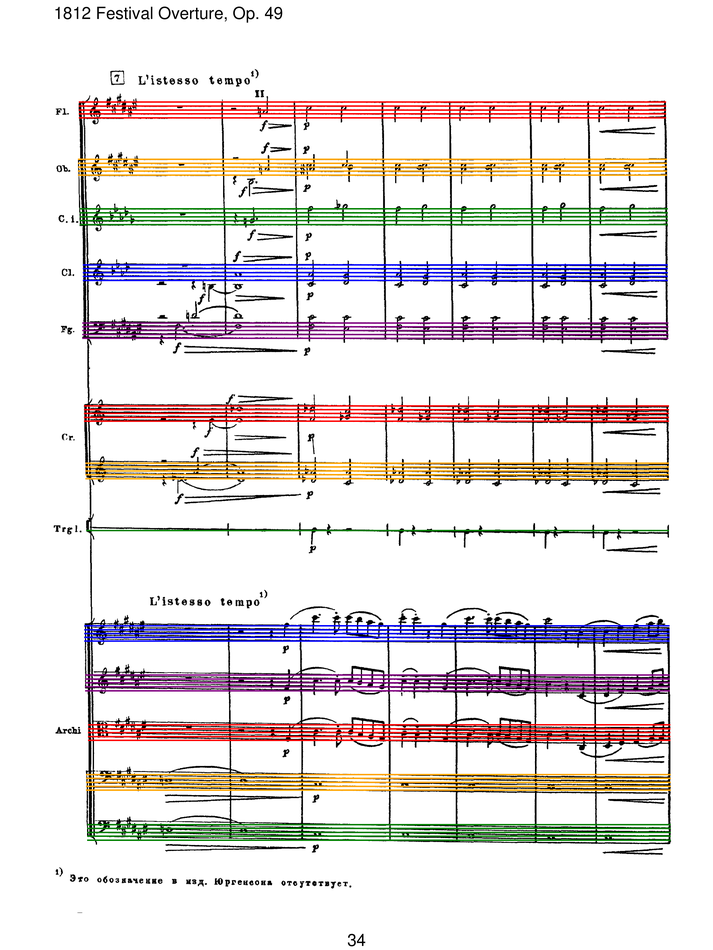 1812 Festival Overture, Op. 49
7 L'istesso tempo 1)
II
Fl.
f p
f p
Ob.
f p
C. i.
f p
f p
Cl.
f p
Fg.
f p
f
f
Cr.
p
f
f p
Trgl.
p
L'istesso tempo 1)
p
p
Archi
p
p
p
1) Это обозначение в изд. Юргенсона отсутствует.
34